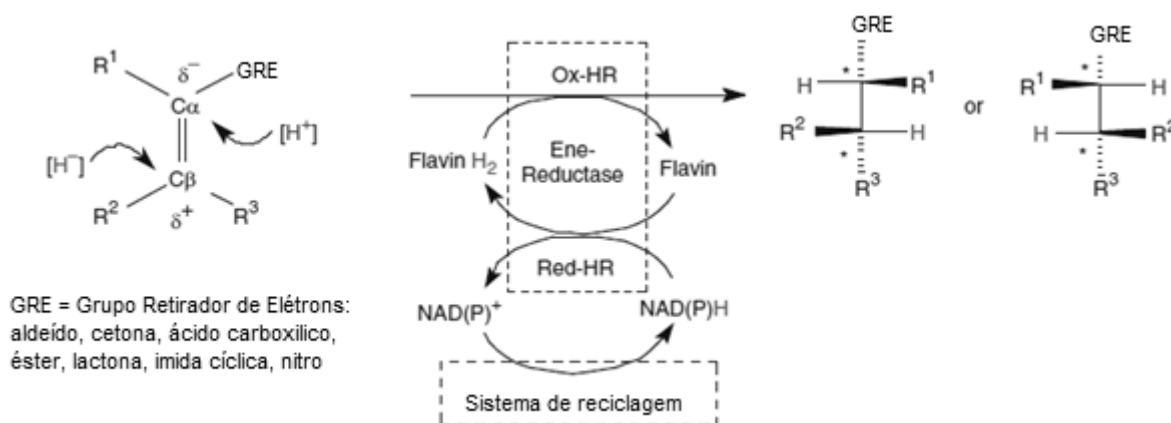 R¹ δ⁻ GRE
Cα
[H⁻] [H⁺]
Cβ
R² δ⁺ R³
GRE = Grupo Retirador de Elétrons:
aldeído, cetona, ácido carboxilico,
éster, lactona, imida cíclica, nitro
Ox-HR
Flavin H₂
Ene-
Reductase
Flavin
Red-HR
NAD(P)⁺
NAD(P)H
Sistema de reciclagem
GRE
H * R¹
R² H
*
R³
or
GRE
R¹ * H
H R²
*
R³